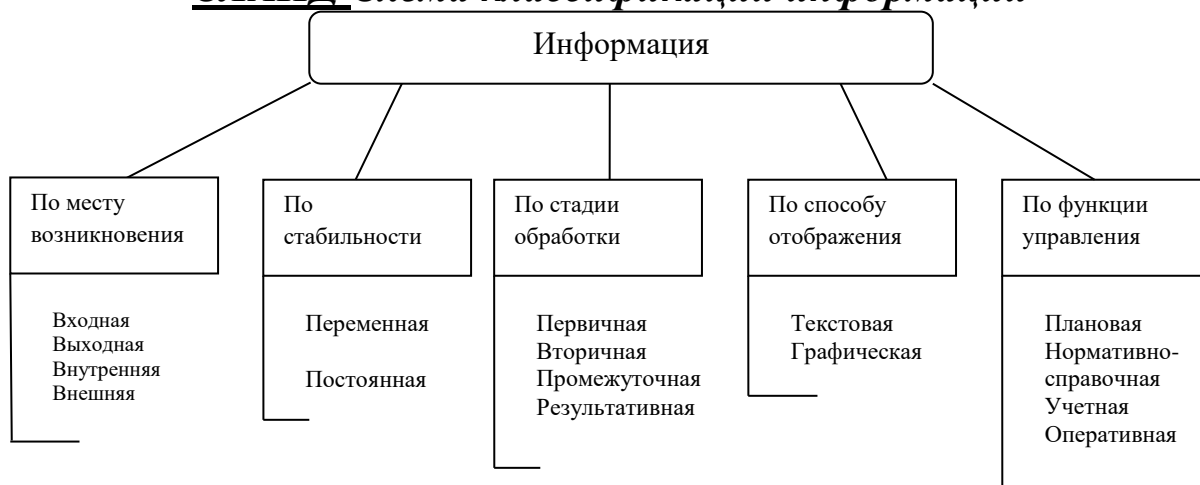 Информация
По месту
возникновения
Входная
Выходная
Внутренняя
Внешняя
По
стабильности
Переменная
Постоянная
По стадии
обработки
Первичная
Вторичная
Промежуточная
Результативная
По способу
отображения
Текстовая
Графическая
По функции
управления
Плановая
Нормативно-
справочная
Учетная
Оперативная